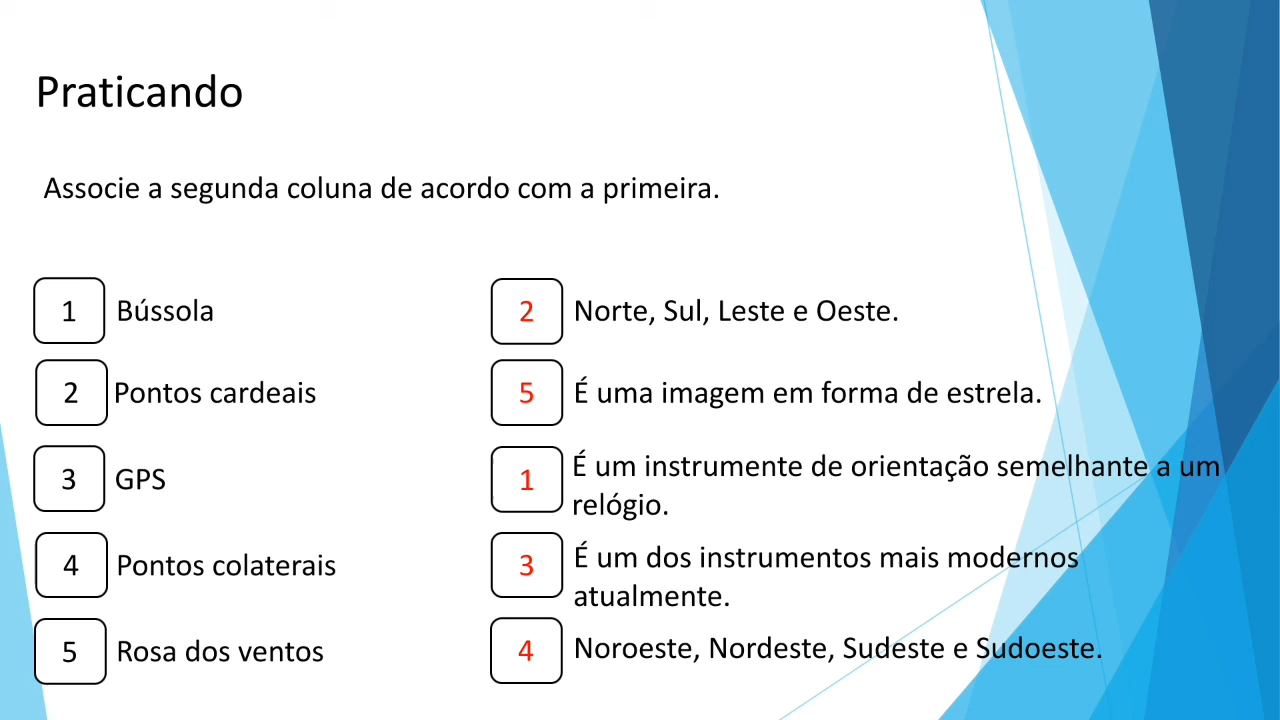 Praticando
Associe a segunda coluna de acordo com a primeira.
1 Bússola
2 Norte, Sul, Leste e Oeste.
2 Pontos cardeais
5 É uma imagem em forma de estrela.
3 GPS
1 É um instrumente de orientação semelhante a um
relógio.
4 Pontos colaterais
3 É um dos instrumentos mais modernos
atualmente.
5 Rosa dos ventos
4 Noroeste, Nordeste, Sudeste e Sudoeste.